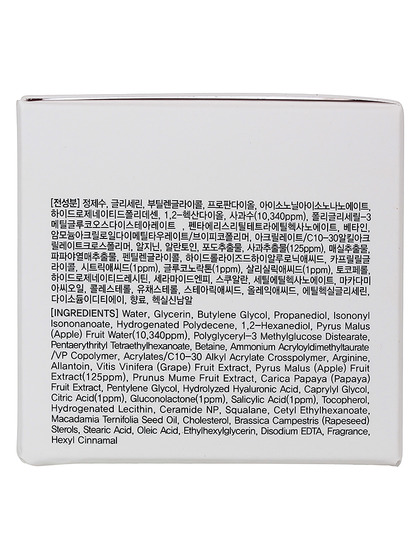 [전성분] 정제수, 글리세린, 부틸렌글라이콜, 프로판다이올, 아이소노닐아이소노나노에이트,
하이드로제네이티드폴리데센, 1,2-헥산다이올, 사과수(10,340ppm), 폴리글리세릴-3
메틸글루코오스다이스테아레이트 , 펜타에리스리틸테트라에틸헥사노에이트, 베타인,
암모늄아크릴로일다이메틸타우레이트/브이피코폴리머, 아크릴레이트/C10-30알킬아크
릴레이트크로스폴리머, 알지닌, 알란토인, 포도추출물, 사과추출물(125ppm), 매실추출물,
파파야열매추출물, 펜틸렌글라이콜, 하이드롤라이즈드하이알루로닉애씨드, 카프릴릴글
라이콜, 시트릭애씨드(1ppm), 글루코노락톤(1ppm), 살리실릭애씨드(1ppm), 토코페롤,
하이드로제네이티드레시틴, 세라마이드엔피, 스쿠알란, 세틸에틸헥사노에이트, 마카다미
아씨오일, 콜레스테롤, 유채스테롤, 스테아릭애씨드, 올레익애씨드, 에틸헥실글리세린,
다이소듐이디티에이, 향료, 헥실신남알
[INGREDIENTS] Water, Glycerin, Butylene Glycol, Propanediol, Isononyl
Isononanoate, Hydrogenated Polydecene, 1,2-Hexanediol, Pyrus Malus
(Apple) Fruit Water(10,340ppm), Polyglyceryl-3 Methylglucose Distearate,
Pentaerythrityl Tetraethylhexanoate, Betaine, Ammonium Acryloyldimethyltaurate
/VP Copolymer, Acrylates/C10-30 Alkyl Acrylate Crosspolymer, Arginine,
Allantoin, Vitis Vinifera (Grape) Fruit Extract, Pyrus Malus (Apple) Fruit
Extract(125ppm), Prunus Mume Fruit Extract, Carica Papaya (Papaya)
Fruit Extract, Pentylene Glycol, Hydrolyzed Hyaluronic Acid, Caprylyl Glycol,
Citric Acid(1ppm), Gluconolactone(1ppm), Salicylic Acid(1ppm), Tocopherol,
Hydrogenated Lecithin, Ceramide NP, Squalane, Cetyl Ethylhexanoate,
Macadamia Ternifolia Seed Oil, Cholesterol, Brassica Campestris (Rapeseed)
Sterols, Stearic Acid, Oleic Acid, Ethylhexylglycerin, Disodium EDTA, Fragrance,
Hexyl Cinnamal